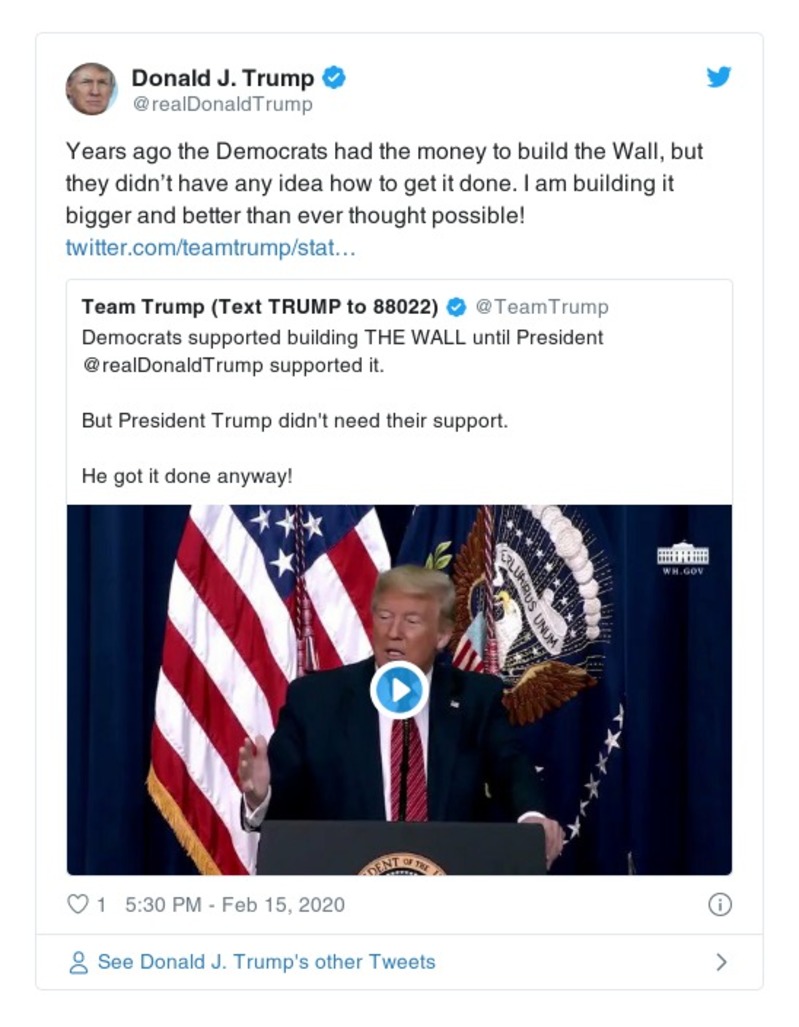 Donald J. Trump
@realDonaldTrump
Years ago the Democrats had the money to build the Wall, but
they didn’t have any idea how to get it done. I am building it
bigger and better than ever thought possible!
twitter.com/teamtrump/stat…
Team Trump (Text TRUMP to 88022) @TeamTrump
Democrats supported building THE WALL until President
@realDonaldTrump supported it.
But President Trump didn't need their support.
He got it done anyway!
WH.GOV
PLURIBUS UNUM
DENT OF THE
1 5:30 PM - Feb 15, 2020
See Donald J. Trump's other Tweets